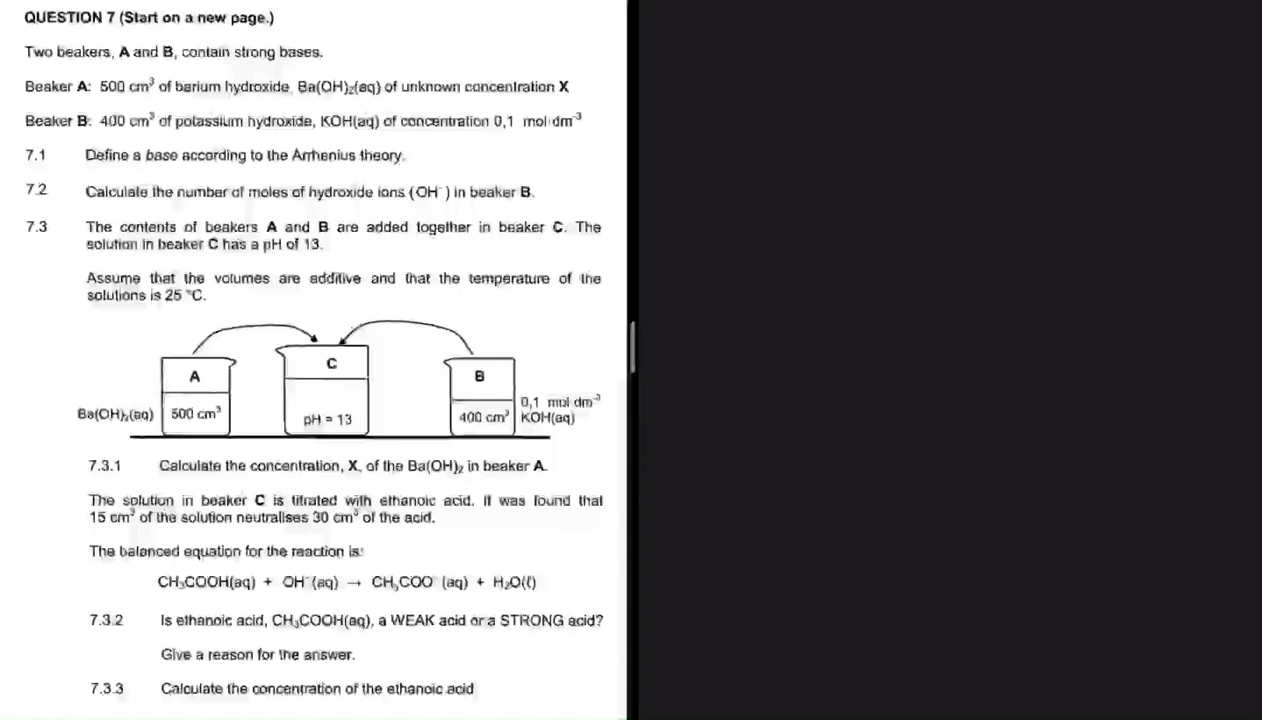 QUESTION 7 (Start on a new page.)
Two beakers, A and B, contain strong bases.
Beaker A: 500 cm³ of barium hydroxide, Ba(OH)₂(aq) of unknown concentration X
Beaker B: 400 cm³ of potassium hydroxide, KOH(aq) of concentration 0,1 mol·dm⁻³
7.1 Define a base according to the Arrhenius theory.
7.2 Calculate the number of moles of hydroxide ions (OH⁻) in beaker B.
7.3 The contents of beakers A and B are added together in beaker C. The
solution in beaker C has a pH of 13.
Assume that the volumes are additive and that the temperature of the
solutions is 25 °C.
A
C
B
Ba(OH)₂(aq) 500 cm³
pH = 13
400 cm³
0,1 mol·dm⁻³
KOH(aq)
7.3.1 Calculate the concentration, X, of the Ba(OH)₂ in beaker A.
The solution in beaker C is titrated with ethanoic acid. It was found that
15 cm³ of the solution neutralises 30 cm³ of the acid.
The balanced equation for the reaction is:
CH₃COOH(aq) + OH⁻(aq) → CH₃COO⁻(aq) + H₂O(ℓ)
7.3.2 Is ethanoic acid, CH₃COOH(aq), a WEAK acid or a STRONG acid?
Give a reason for the answer.
7.3.3 Calculate the concentration of the ethanoic acid